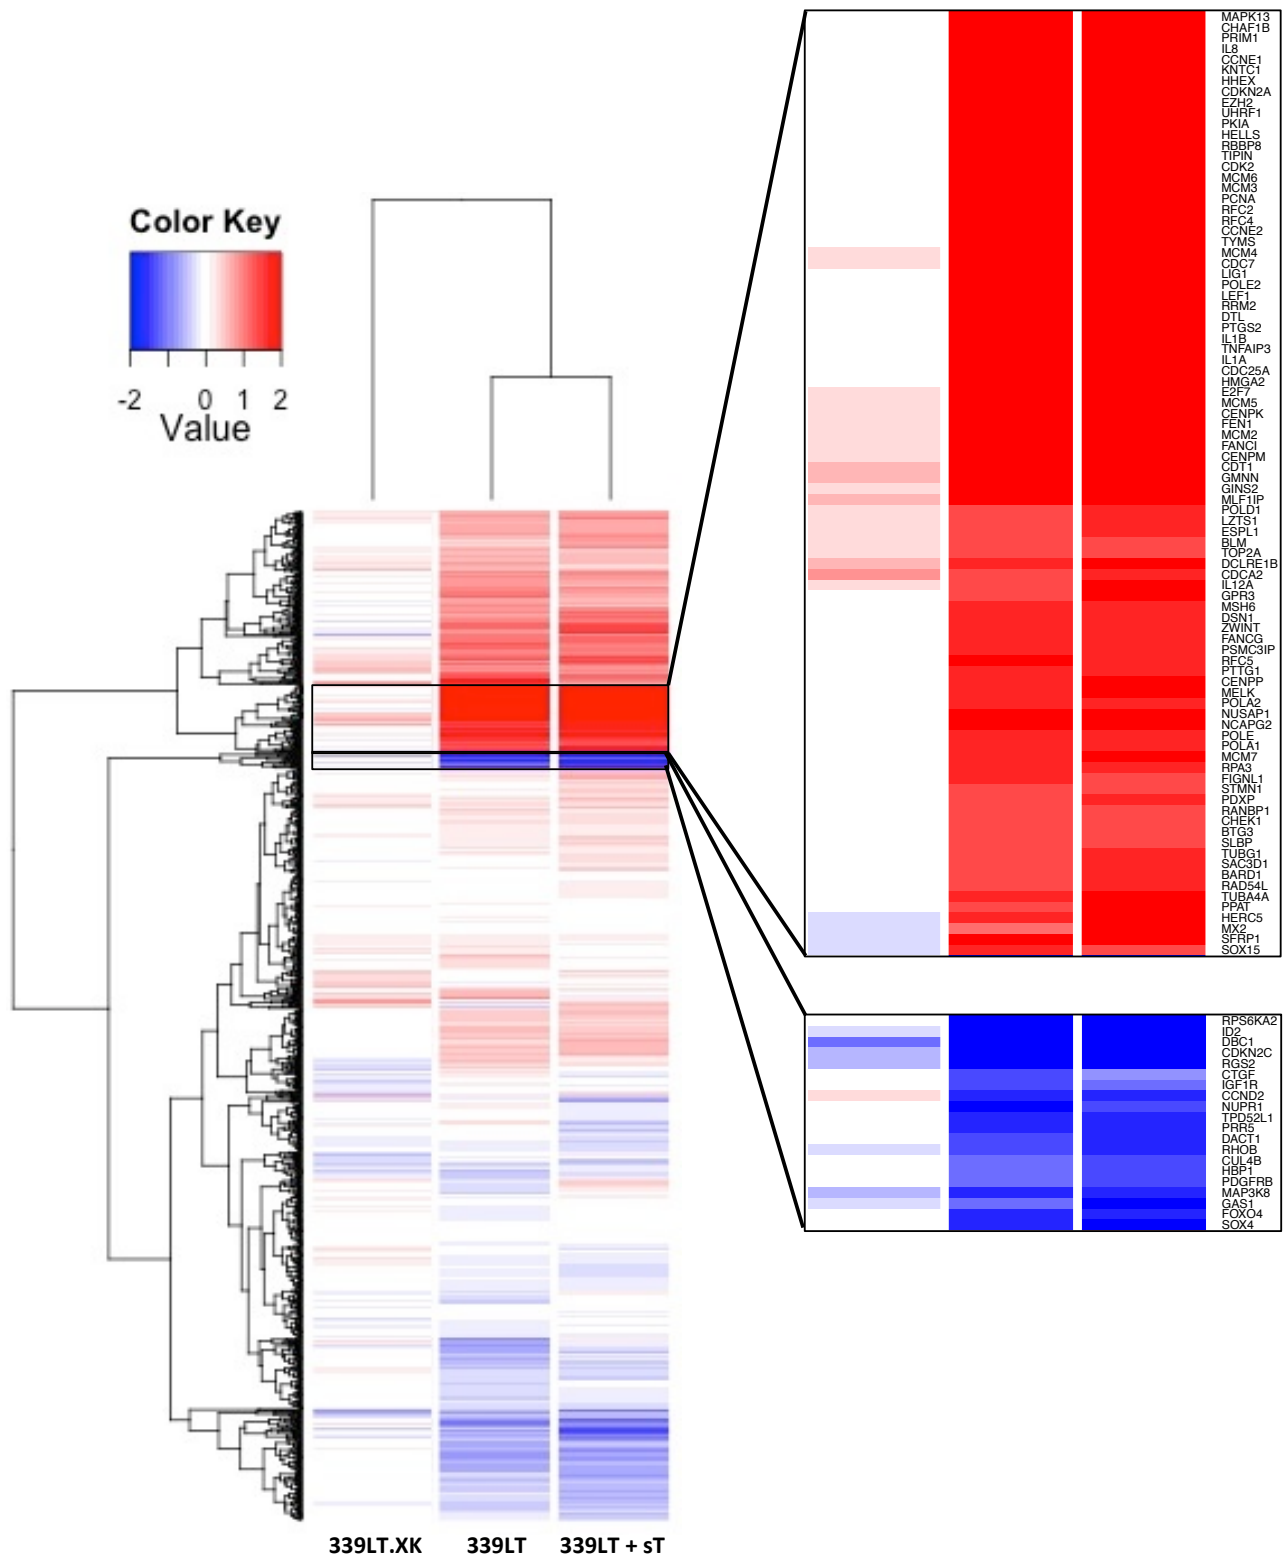 Color Key
-2 0 1 2
Value
MAPK13
CHAF1B
PRIM1
IL8
CCNE1
KNTC1
HHEX
CDKN2A
EZH2
UHRF1
PKIA
HELLS
RBBP8
TIPIN
CDK2
MCM6
MCM3
PCNA
RFC2
RFC4
CCNE2
TYMS
MCM4
CDC7
LIG1
POLE2
LEF1
RRM2
DTL
PTGS2
IL1B
TNFAIP3
IL1A
CDC25A
HMGA2
E2F7
MCM5
CENPK
FEN1
MCM2
FANCI
CENPM
CDT1
GMNN
GINS2
MLF1IP
POLD1
LZTS1
ESPL1
BLM
TOP2A
DCLRE1B
CDCA2
IL12A
GPR3
MSH6
DSN1
ZWINT
FANCG
PSMC3IP
RFC5
PTTG1
CENPP
MELK
POLA2
NUSAP1
NCAPG2
POLE
POLA1
MCM7
RPA3
FIGNL1
STMN1
PDXP
RANBP1
CHEK1
BTG3
SLBP
TUBG1
SAC3D1
BARD1
RAD54L
TUBA4A
PPAT
HERC5
MX2
SFRP1
SOX15
RPS6KA2
ID2
DBC1
CDKN2C
RGS2
CTGF
IGF1R
CCND2
NUPR1
TPD52L1
PRR5
DACT1
RHOB
CUL4B
HBP1
PDGFRB
MAP3K8
GAS1
FOXO4
SOX4
339LT.XK 339LT 339LT + sT